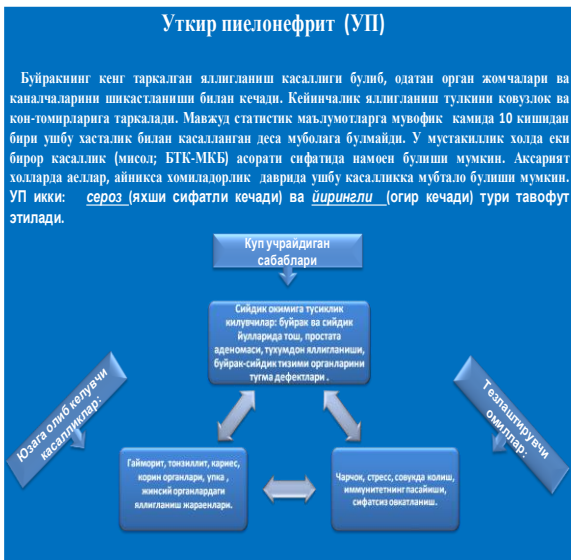 Уткир пиелонефрит (УП)
Буйракнинг кенг таркалган яллигланиш касаллиги булиб, одатан орган жомчалари ва
каналчаларини шикастланиши билан кечади. Кейинчалик яллигланиш тулкини ковузлок ва
кон-томирларига таркалади. Мавжуд статистик маълумотларга мувофик камида 10 кишидан
бири ушбу хасталик билан касалланган деса муболага булмайди. У мустакиллик холда еки
бирор касаллик (мисол; БТК-МКБ) асорати сифатида намоен булиши мумкин. Аксарият
холларда аеллар, айникса хомиладорлик даврида ушбу касалликка мубтало булиши мумкин.
УП икки: сероз (яхши сифатли кечади) ва йирингли (огир кечади) тури тавофут
этилади.
Куп учрайдиган
сабаблари
Сийдик окимига тусиклик
килувчилар: буйрак ва сийдик
йулларида тош, простата
аденомаси, тухумдон яллигланиши,
буйрак-сийдик тизими органларини
тугма дефектлари .
Юзага олиб келувчи
касалликлар:
Тезлаштирувчи
омиллар:
Гайморит, тонзиллит, кариес,
корин органлари, упка ,
жинсий органлардаги
яллигланиш жараенлари.
Чарчок, стресс, совукда колиш,
иммунитетнинг пасайиши,
сифатсиз овкатланиш.